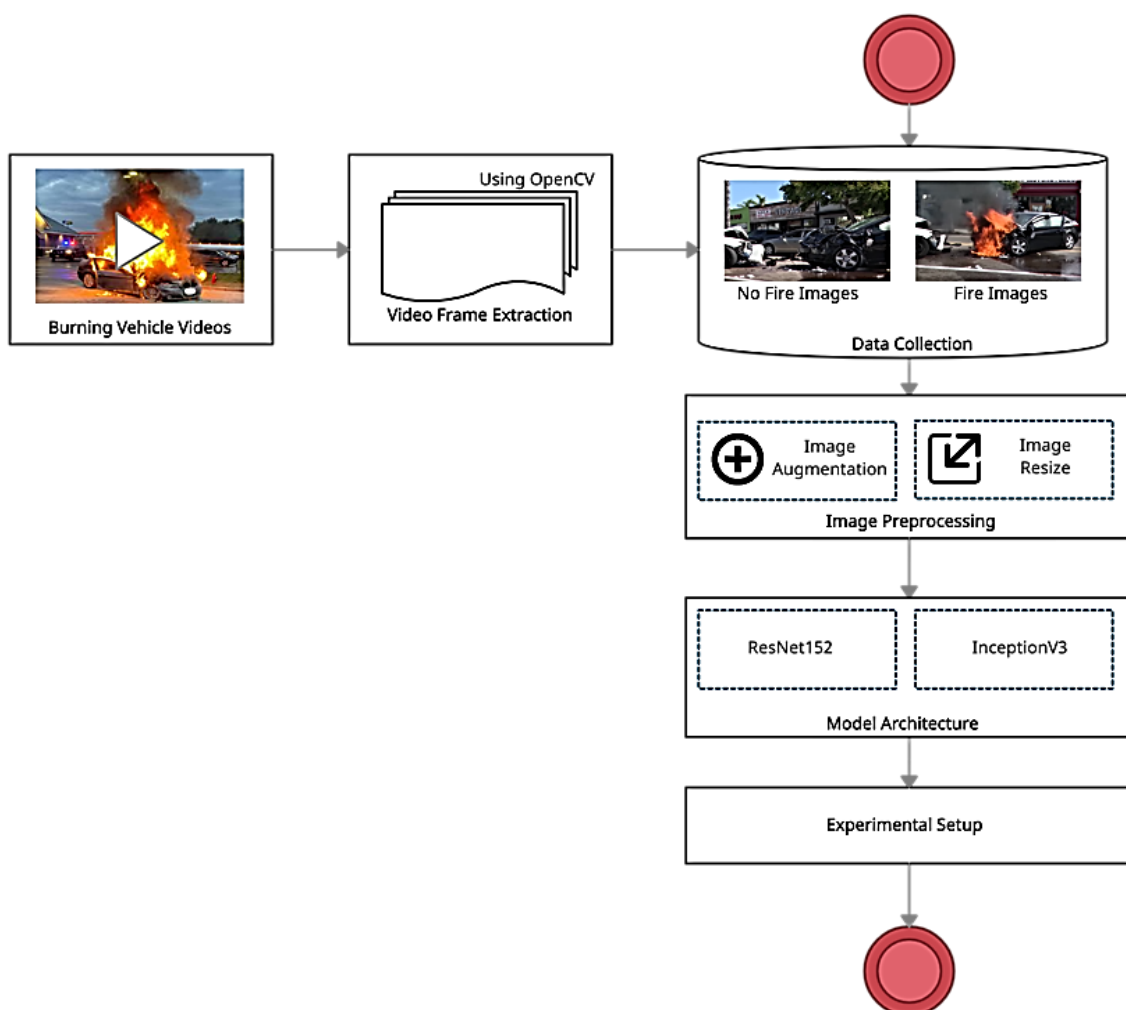 Using OpenCV
No Fire Images
Fire Images
Burning Vehicle Videos
Video Frame Extraction
Data Collection
Image
Augmentation
Image
Resize
Image Preprocessing
ResNet152
InceptionV3
Model Architecture
Experimental Setup